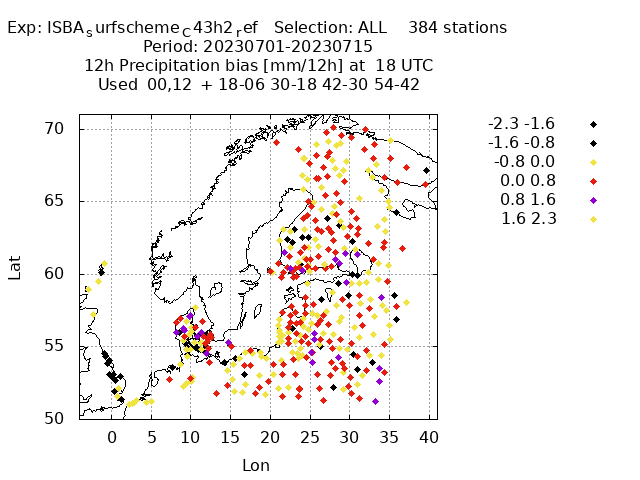 Exp: ISBAsurfschemeC43h2ref Selection: ALL 384 stations
Period: 20230701-20230715
12h Precipitation bias [mm/12h] at 18 UTC
Used 00,12 + 18-06 30-18 42-30 54-42
-2.3 -1.6
-1.6 -0.8
-0.8 0.0
0.0 0.8
0.8 1.6
1.6 2.3
70
65
60
55
50
Lat
0 5 10 15 20 25 30 35 40
Lon